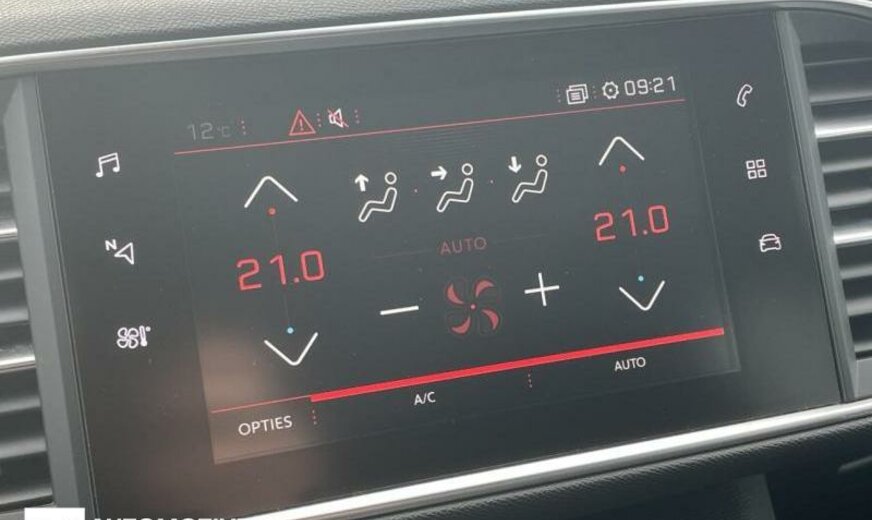 12°C 09:21
N
21.0 21.0
AUTO
OPTIES A/C AUTO